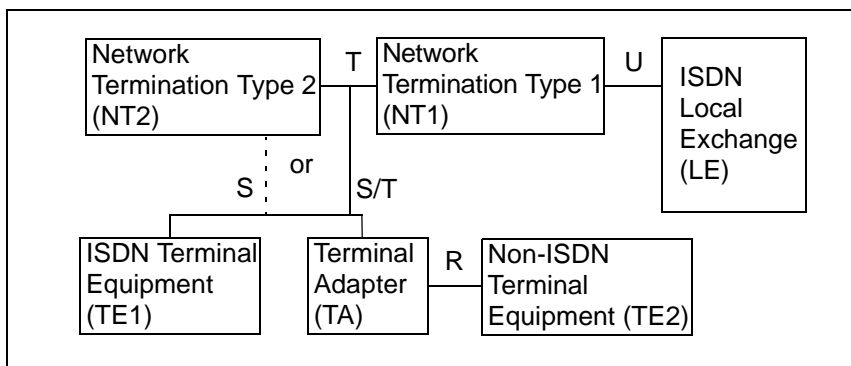 Network
Termination Type 2
(NT2)
T
Network
Termination Type 1
(NT1)
U
ISDN
Local
Exchange
(LE)
S
or
S/T
ISDN Terminal
Equipment
(TE1)
Terminal
Adapter
(TA)
R
Non-ISDN
Terminal
Equipment (TE2)